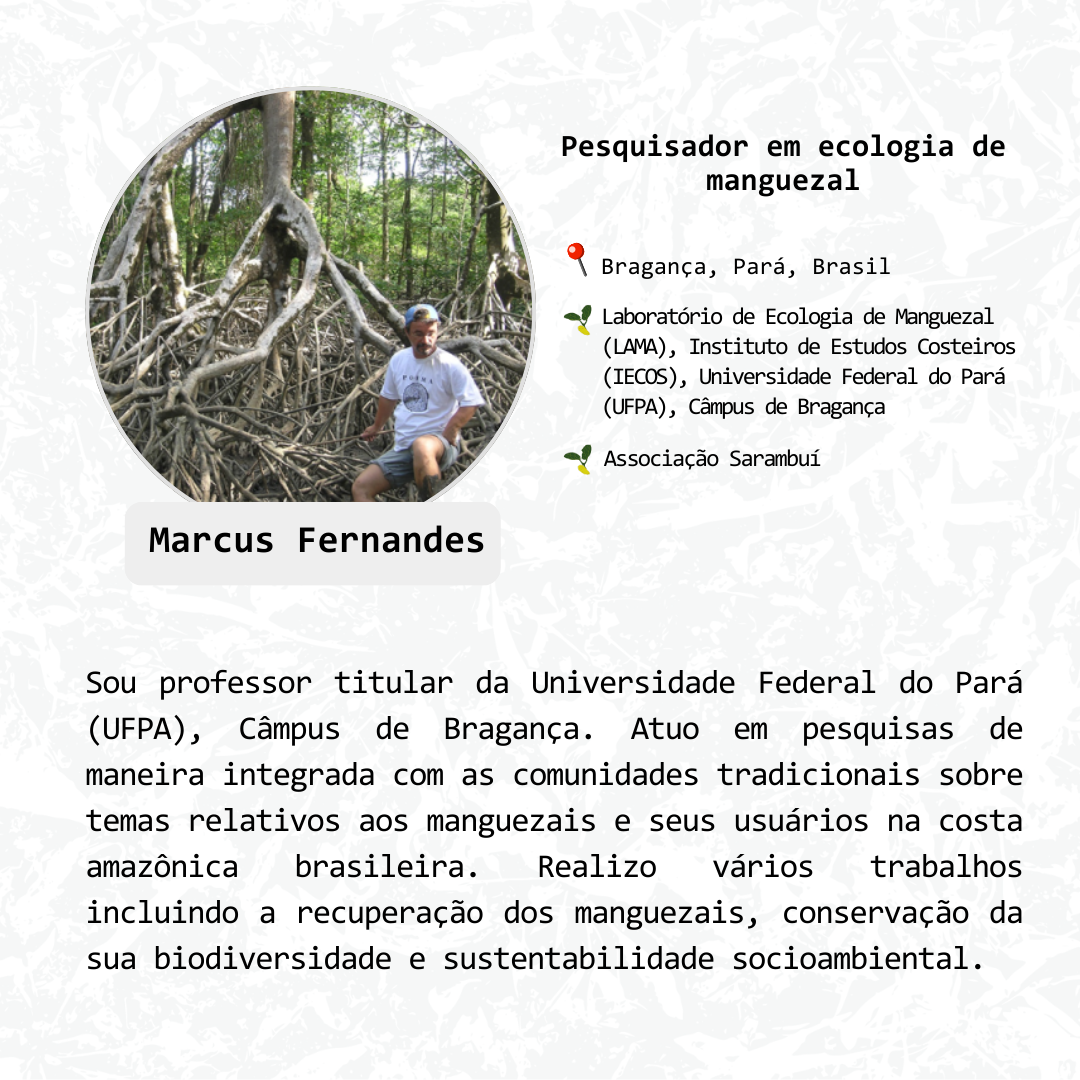 Pesquisador em ecologia de
manguezal
Bragança, Pará, Brasil
Laboratório de Ecologia de Manguezal
(LAMA), Instituto de Estudos Costeiros
(IECOS), Universidade Federal do Pará
(UFPA), Câmpus de Bragança
Associação Sarambuí
Marcus Fernandes
Sou professor titular da Universidade Federal do Pará
(UFPA), Câmpus de Bragança. Atuo em pesquisas de
maneira integrada com as comunidades tradicionais sobre
temas relativos aos manguezais e seus usuários na costa
amazônica brasileira. Realizo vários trabalhos
incluindo a recuperação dos manguezais, conservação da
sua biodiversidade e sustentabilidade socioambiental.